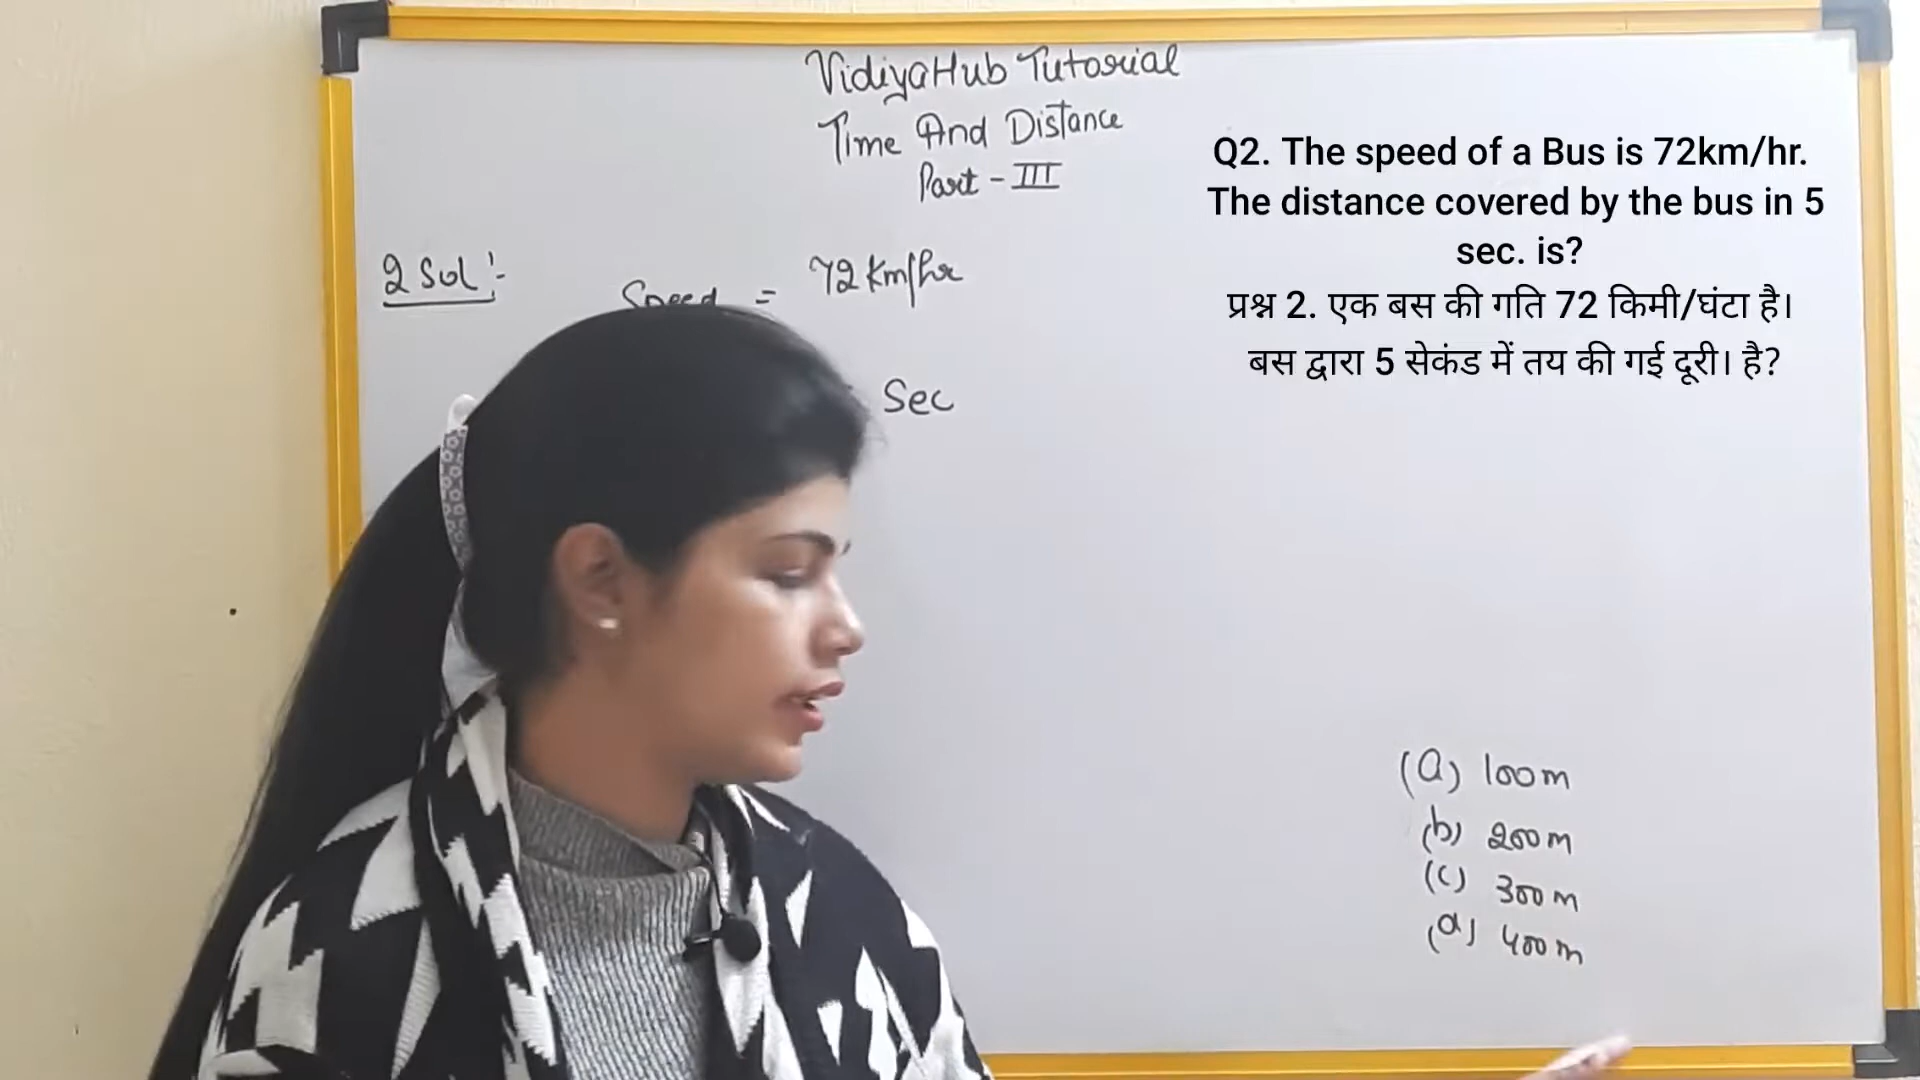 VidiyaHub Tutorial
Time And Distance
Part - III
Q2. The speed of a Bus is 72km/hr.
The distance covered by the bus in 5
sec. is?
प्रश्न 2. एक बस की गति 72 किमी/घंटा है।
बस द्वारा 5 सेकंड में तय की गई दूरी। है?
2 Sol :-
Speed = 72 Km/hr
Sec
(a) 100m
(b) 200m
(c) 300m
(d) 400m